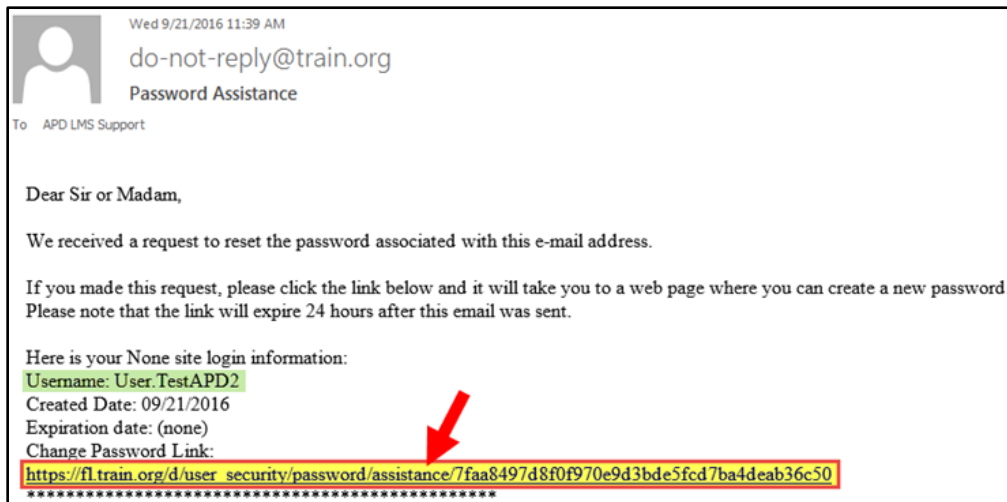 Wed 9/21/2016 11:39 AM
do-not-reply@train.org
Password Assistance
To APD LMS Support
Dear Sir or Madam,
We received a request to reset the password associated with this e-mail address.
If you made this request, please click the link below and it will take you to a web page where you can create a new password
Please note that the link will expire 24 hours after this email was sent.
Here is your None site login information:
Username: User.TestAPD2
Created Date: 09/21/2016
Expiration date: (none)
Change Password Link:
https://fl.train.org/d/user_security/password/assistance/7faa8497d8f0f970e9d3bde5fcd7ba4deab36c50
************************************************